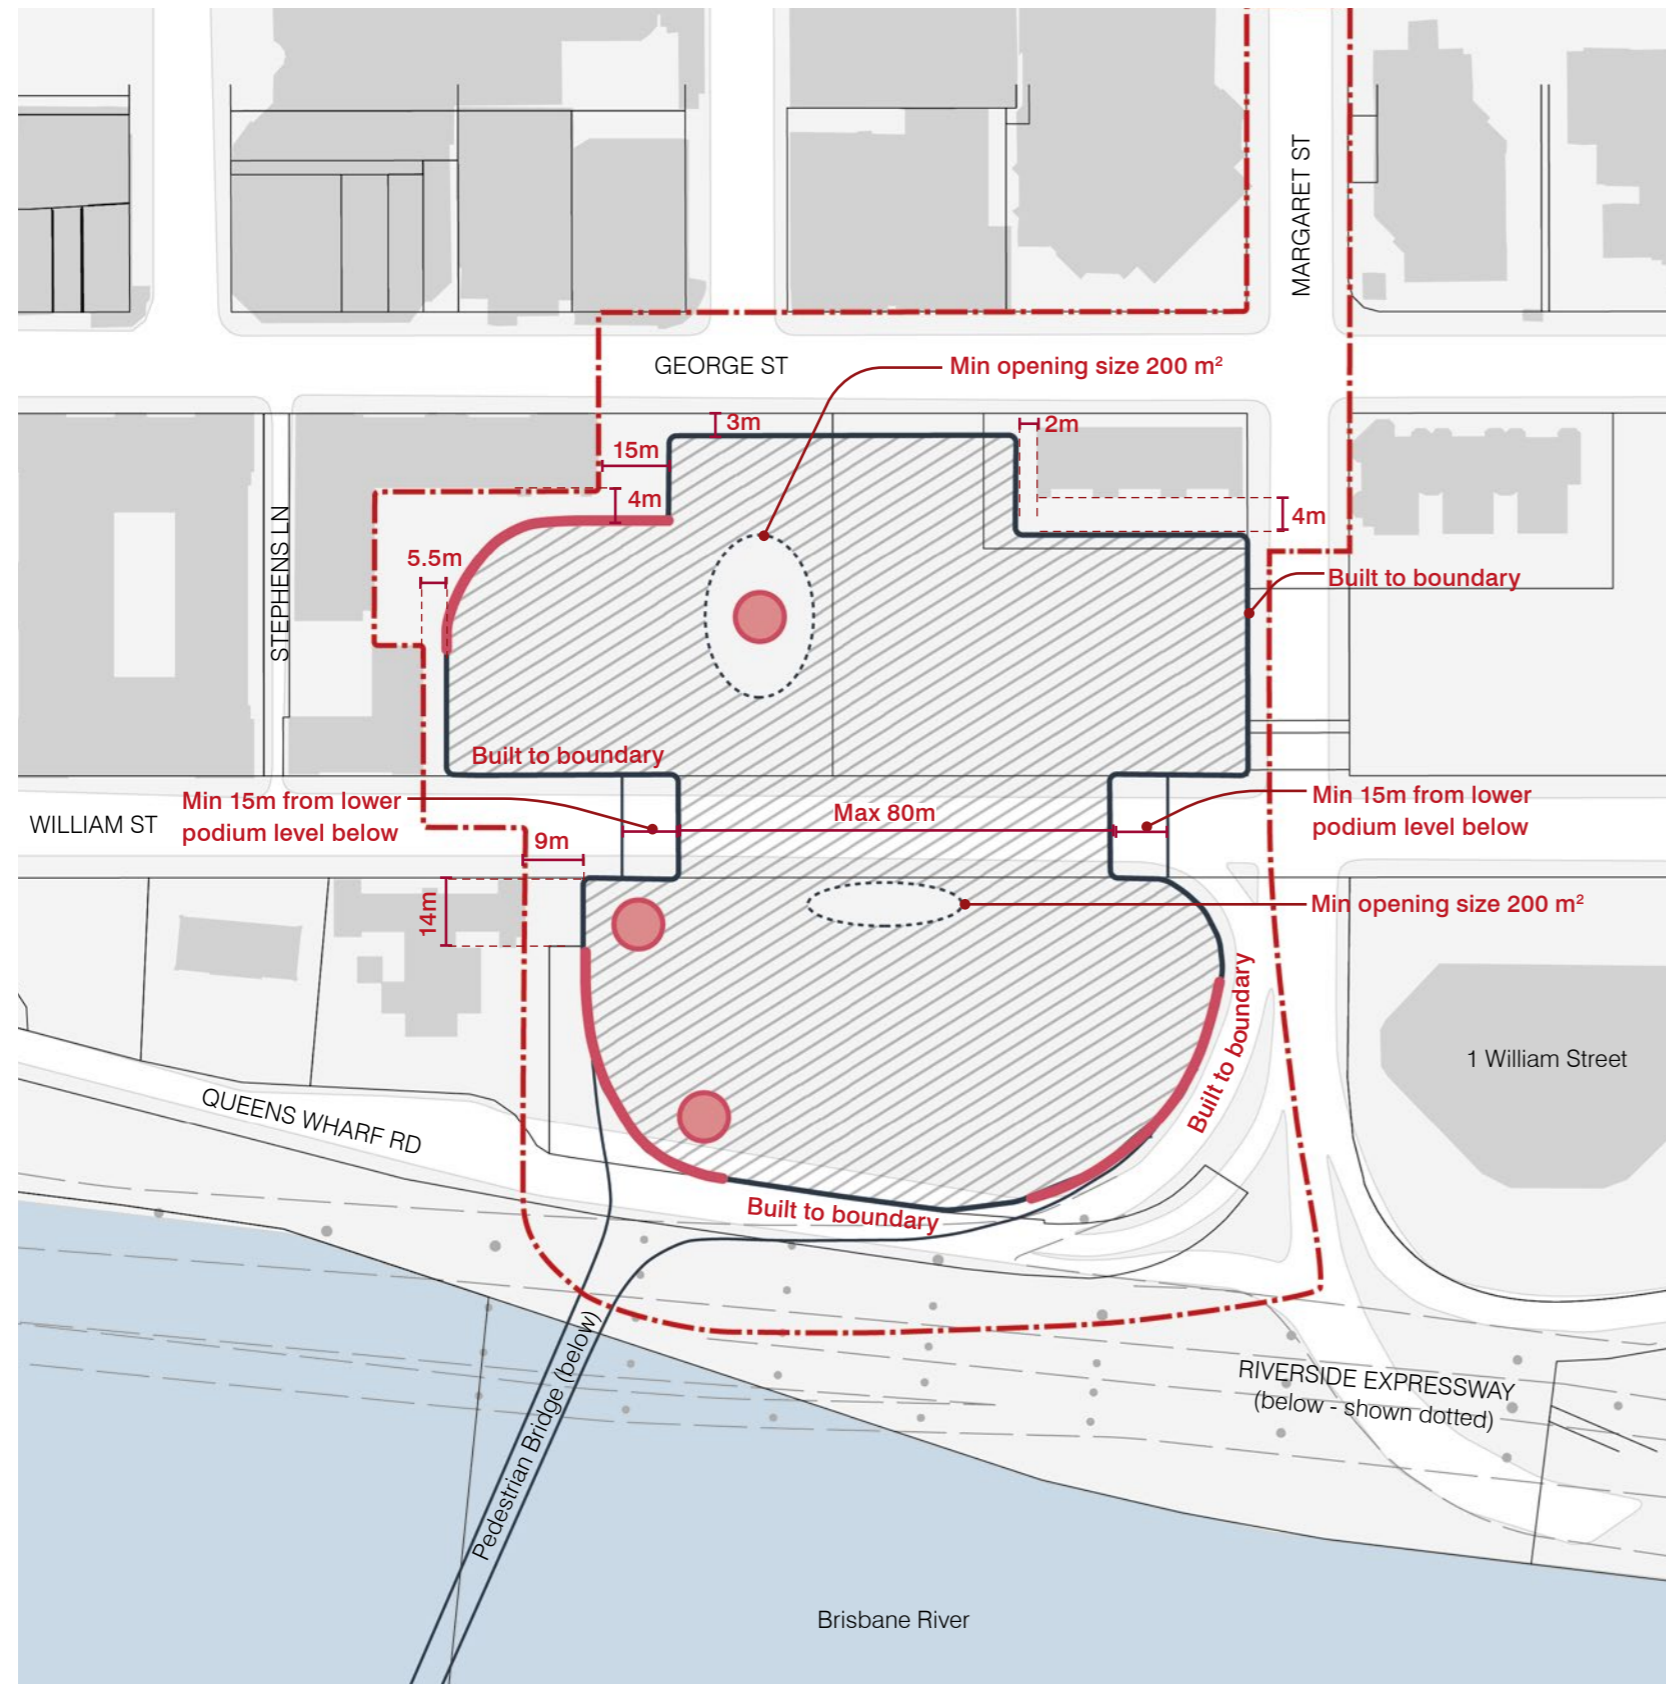 MARGARET ST
GEORGE ST
Min opening size 200 m²
3m
2m
15m
4m
4m
5.5m
STEPHENS LN
Built to boundary
Built to boundary
Min 15m from lower
podium level below
WILLIAM ST
Max 80m
Min 15m from lower
podium level below
9m
14m
Min opening size 200 m²
Built to boundary
1 William Street
QUEENS WHARF RD
Built to boundary
Pedestrian Bridge (below)
RIVERSIDE EXPRESSWAY
(below - shown dotted)
Brisbane River